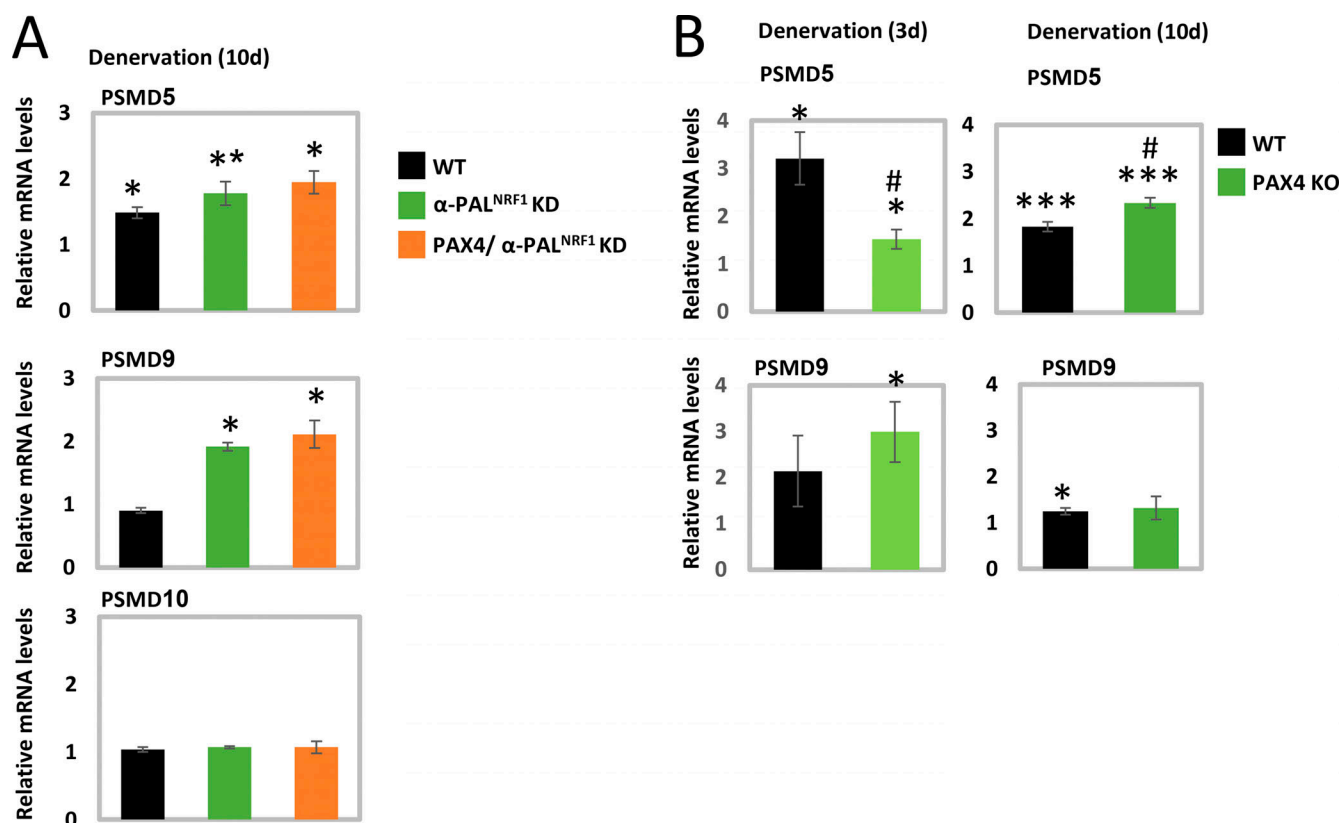 A
Denervation (10d)
PSMD5
Relative mRNA levels
3
2
1
0
*
**
*
WT
α-PAL^NRF1 KD
PAX4/ α-PAL^NRF1 KD
PSMD9
Relative mRNA levels
3
2
1
0
*
*
PSMD10
Relative mRNA levels
3
2
1
0
B
Denervation (3d)
PSMD5
Relative mRNA levels
4
3
2
1
0
*
#
*
Denervation (10d)
PSMD5
4
3
2
1
0
***
#
***
WT
PAX4 KO
PSMD9
Relative mRNA levels
4
3
2
1
0
*
PSMD9
4
3
2
1
0
*